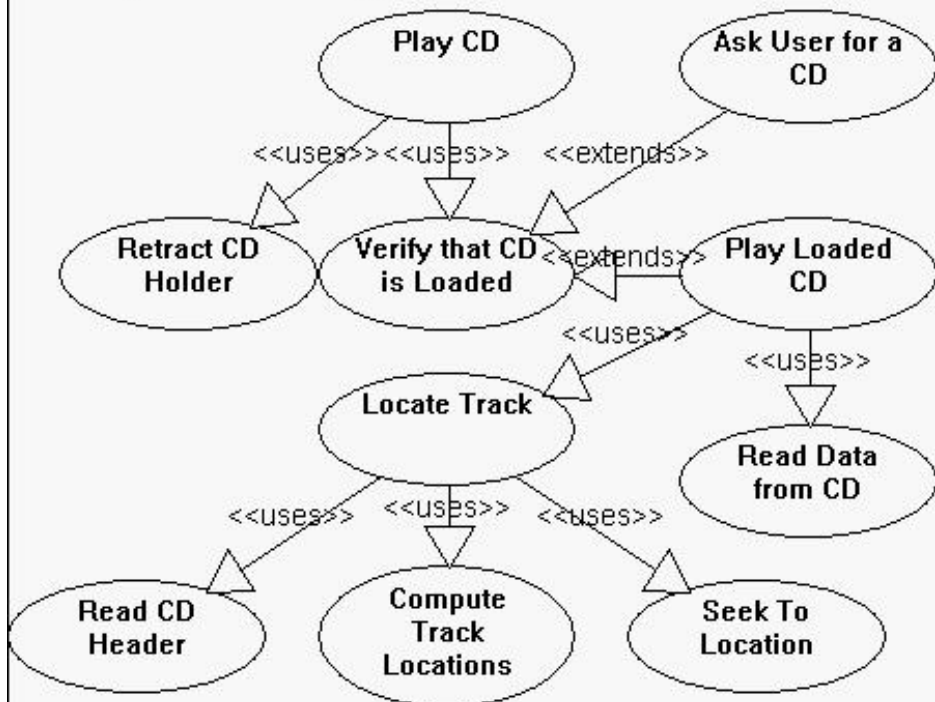 Play CD
Ask User for a
CD
<<uses>>
<<uses>>
<<extends>>
Retract CD
Holder
Verify that CD
is Loaded
<<extends>>
Play Loaded
CD
<<uses>>
<<uses>>
Locate Track
Read Data
from CD
<<uses>>
<<uses>>
<<uses>>
Read CD
Header
Compute
Track
Locations
Seek To
Location